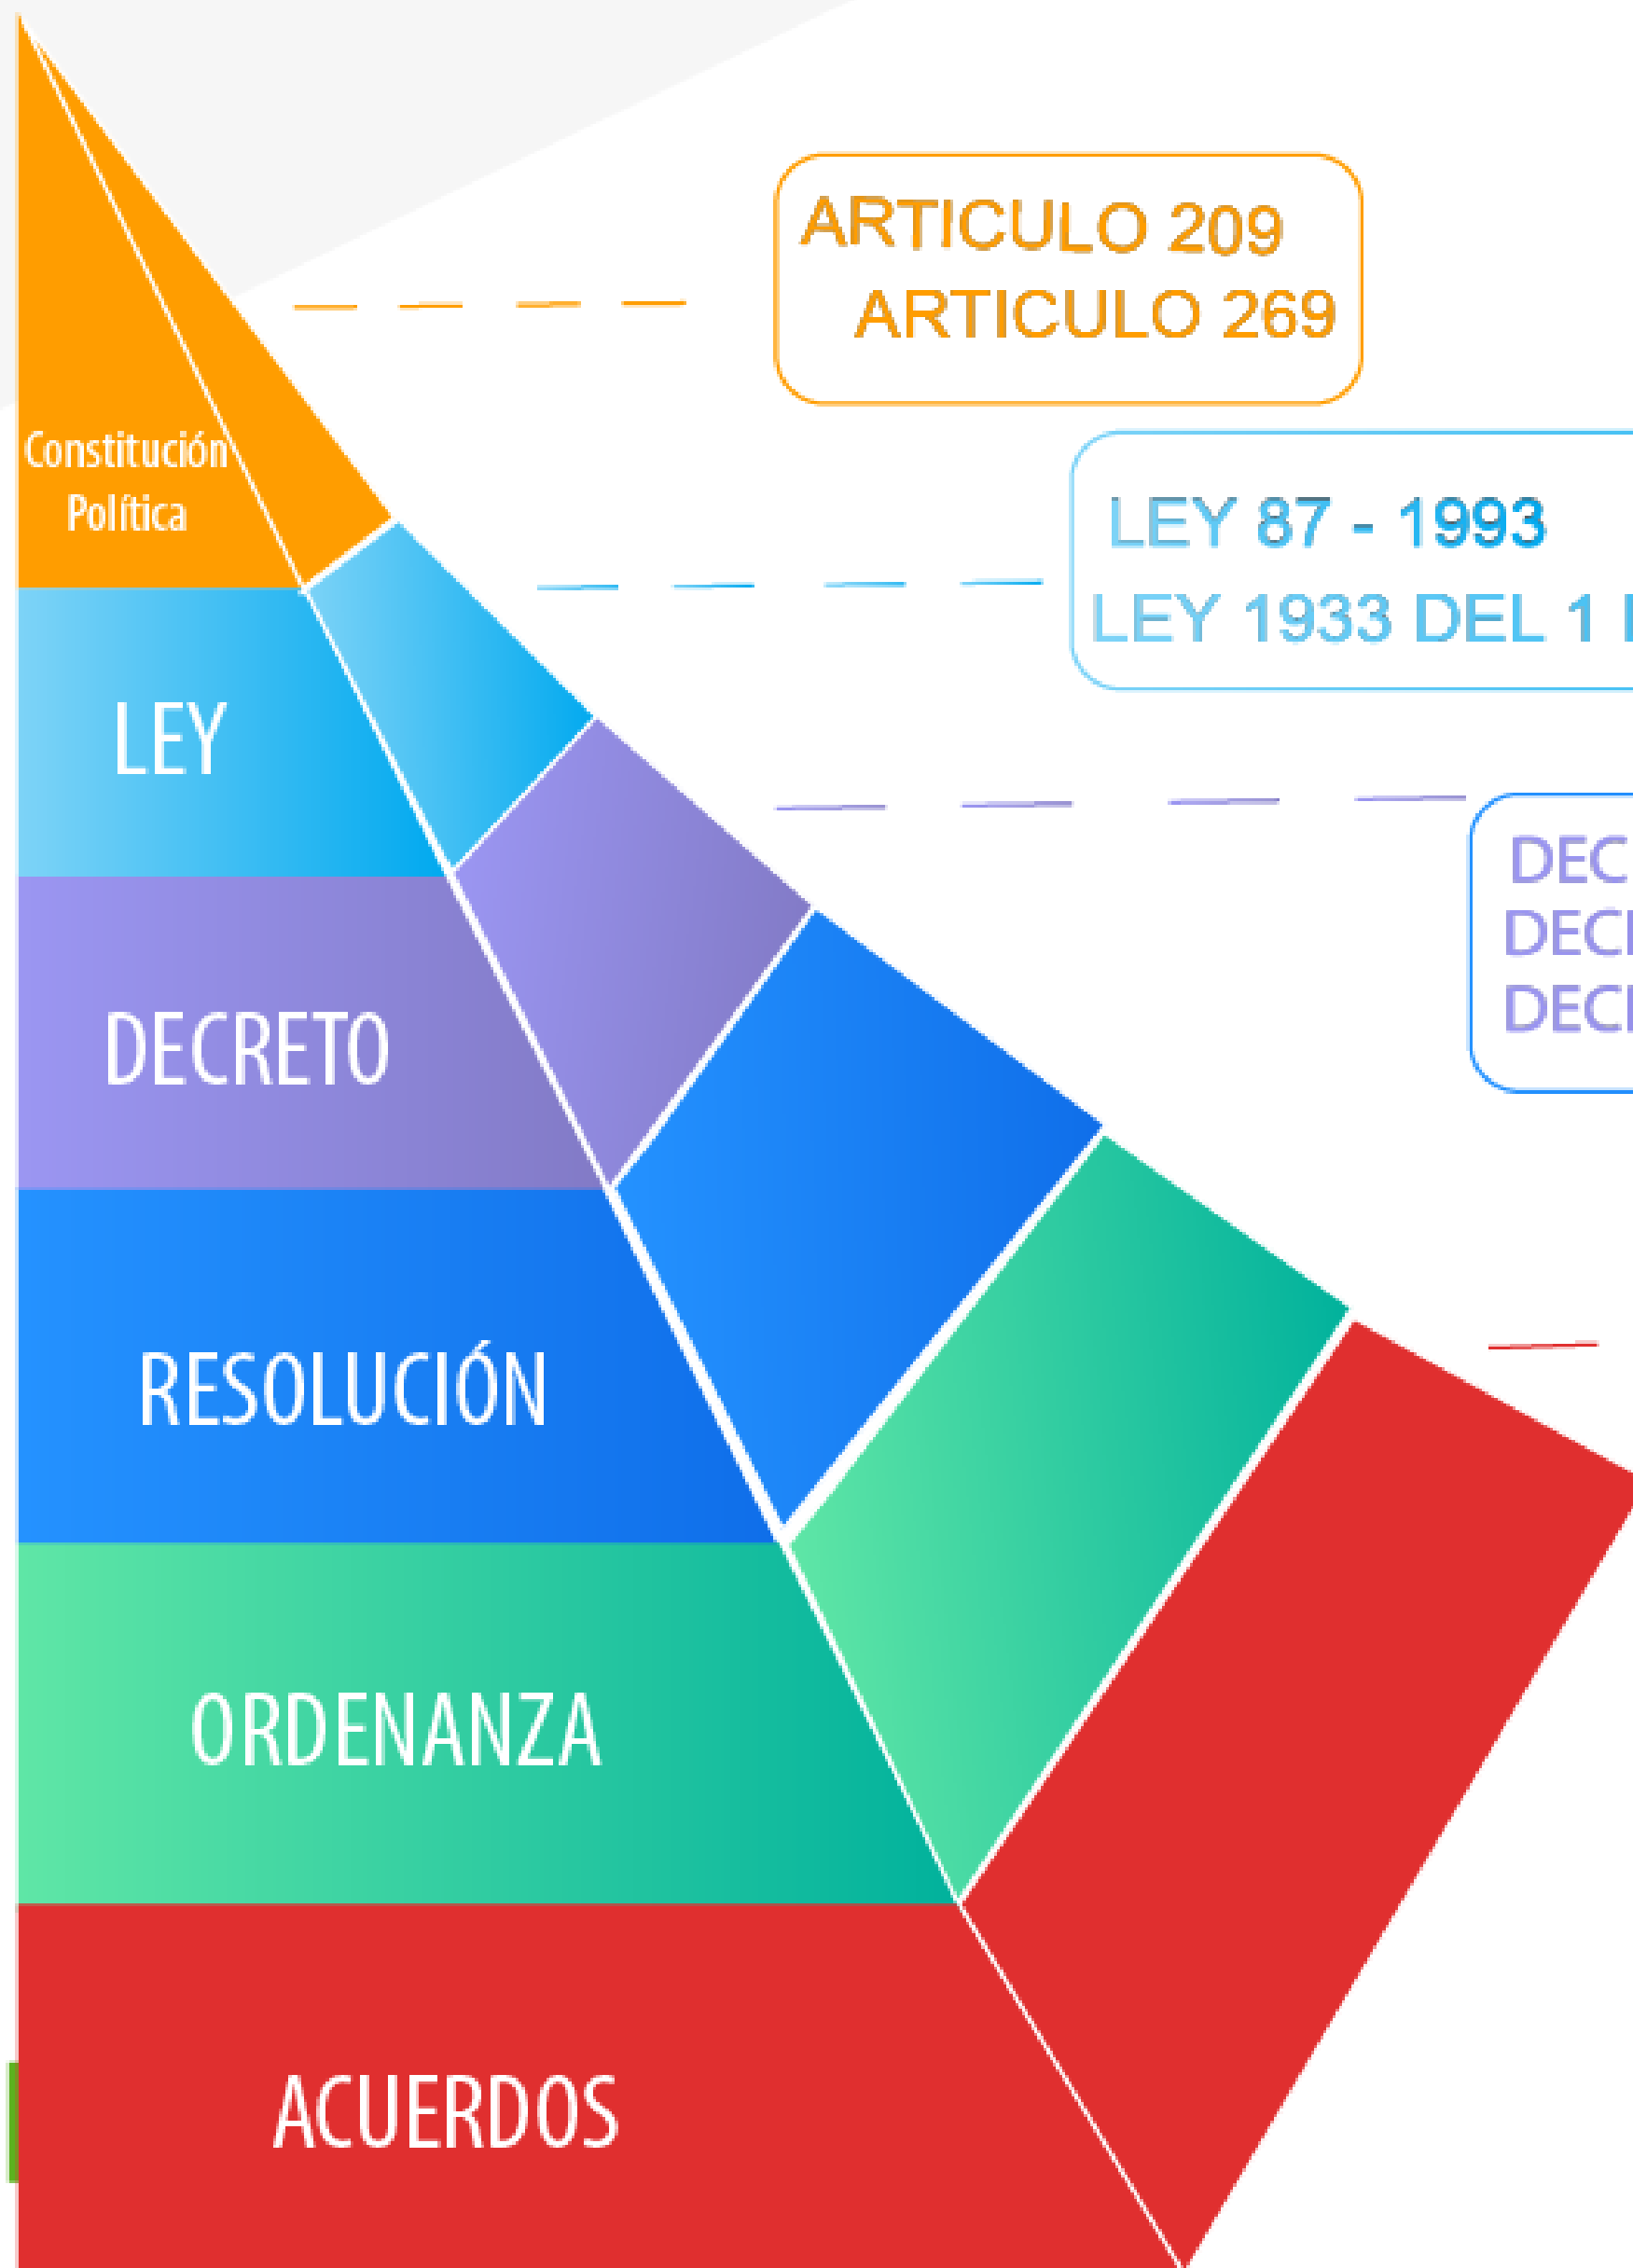 ARTICULO 209
ARTICULO 269
Constitución
Política
LEY 87 - 1993
LEY 1933 DEL 1
LEY
DECRETO
RESOLUCIÓN
ORDENANZA
ACUERDOS